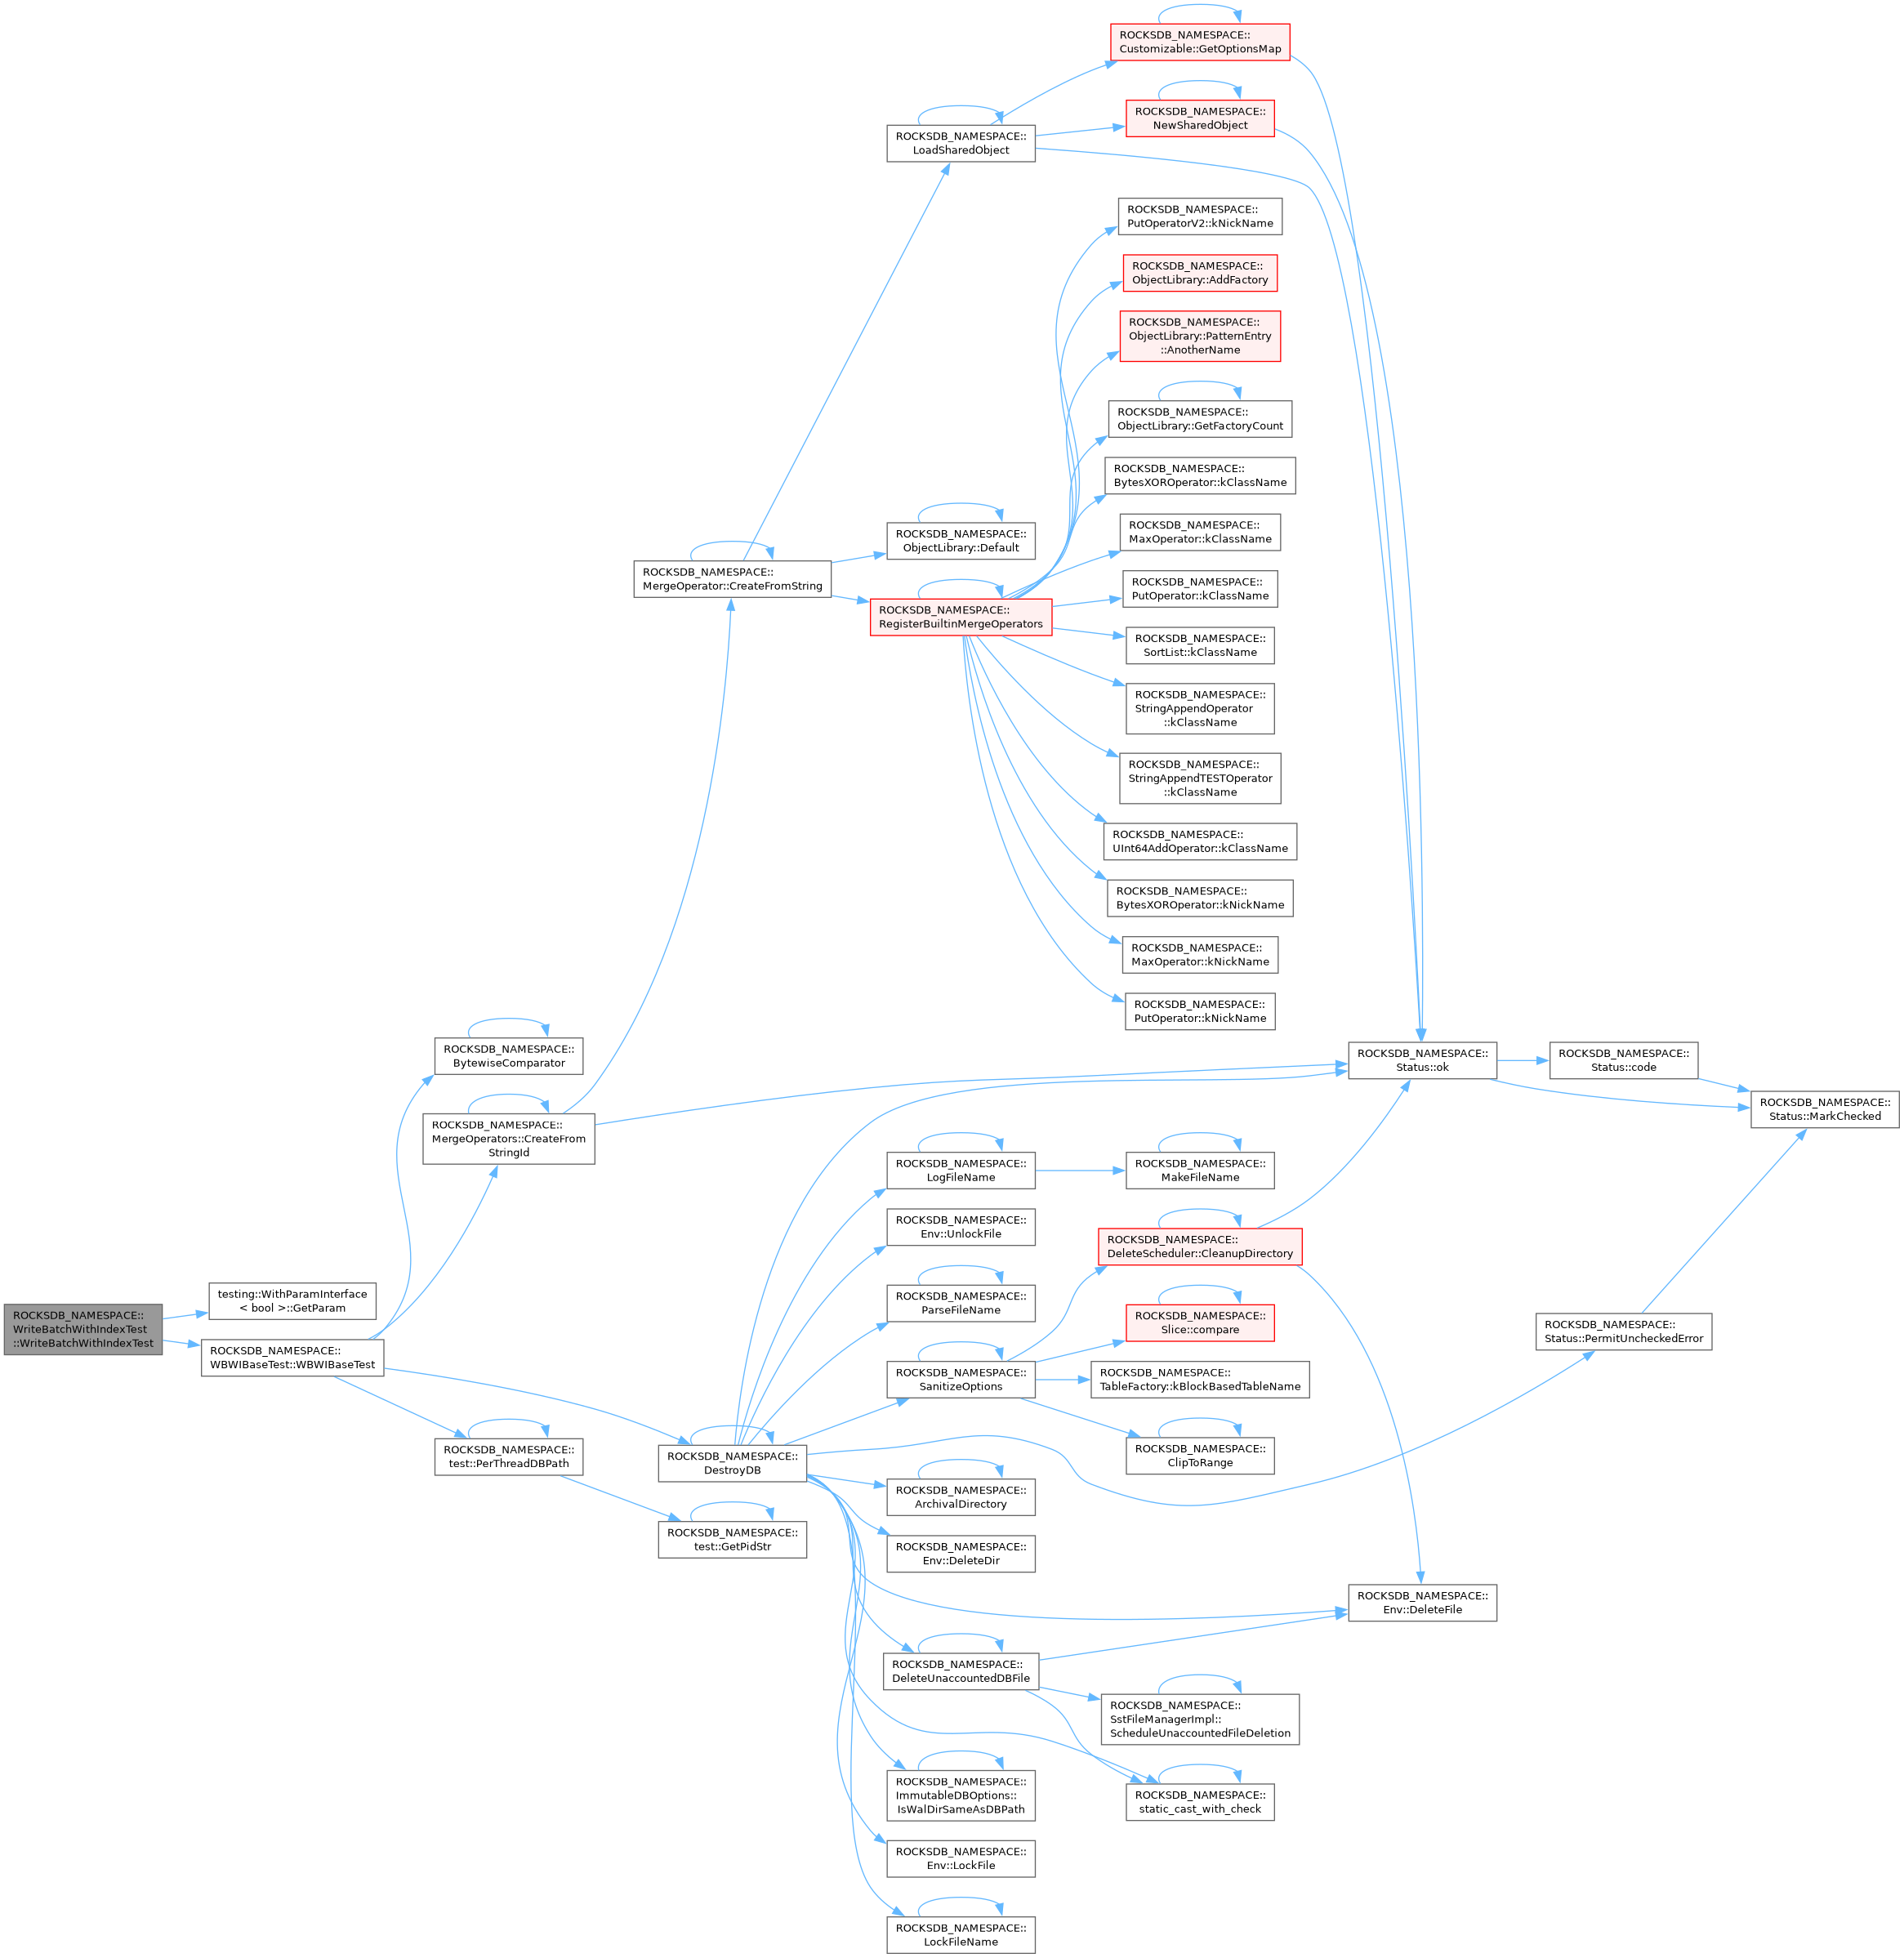 ROCKSDB_NAMESPACE::
WriteBatchWithIndexTest
::WriteBatchWithIndexTest
testing::WithParamInterface
< bool >::GetParam
ROCKSDB_NAMESPACE::
WBWIBaseTest::WBWIBaseTest
ROCKSDB_NAMESPACE::
BytewiseComparator
ROCKSDB_NAMESPACE::
MergeOperators::CreateFrom
StringId
ROCKSDB_NAMESPACE::
test::PerThreadDBPath
ROCKSDB_NAMESPACE::
MergeOperator::CreateFromString
ROCKSDB_NAMESPACE::
DestroyDB
ROCKSDB_NAMESPACE::
test::GetPidStr
ROCKSDB_NAMESPACE::
LoadSharedObject
ROCKSDB_NAMESPACE::
ObjectLibrary::Default
ROCKSDB_NAMESPACE::
RegisterBuiltinMergeOperators
ROCKSDB_NAMESPACE::
LogFileName
ROCKSDB_NAMESPACE::
Env::UnlockFile
ROCKSDB_NAMESPACE::
ParseFileName
ROCKSDB_NAMESPACE::
SanitizeOptions
ROCKSDB_NAMESPACE::
ArchivalDirectory
ROCKSDB_NAMESPACE::
Env::DeleteDir
ROCKSDB_NAMESPACE::
DeleteUnaccountedDBFile
ROCKSDB_NAMESPACE::
ImmutableDBOptions::
IsWalDirSameAsDBPath
ROCKSDB_NAMESPACE::
Env::LockFile
ROCKSDB_NAMESPACE::
LockFileName
ROCKSDB_NAMESPACE::
Customizable::GetOptionsMap
ROCKSDB_NAMESPACE::
NewSharedObject
ROCKSDB_NAMESPACE::
PutOperatorV2::kNickName
ROCKSDB_NAMESPACE::
ObjectLibrary::AddFactory
ROCKSDB_NAMESPACE::
ObjectLibrary::PatternEntry
::AnotherName
ROCKSDB_NAMESPACE::
ObjectLibrary::GetFactoryCount
ROCKSDB_NAMESPACE::
BytesXOROperator::kClassName
ROCKSDB_NAMESPACE::
MaxOperator::kClassName
ROCKSDB_NAMESPACE::
PutOperator::kClassName
ROCKSDB_NAMESPACE::
SortList::kClassName
ROCKSDB_NAMESPACE::
StringAppendOperator
::kClassName
ROCKSDB_NAMESPACE::
StringAppendTESTOperator
::kClassName
ROCKSDB_NAMESPACE::
UInt64AddOperator::kClassName
ROCKSDB_NAMESPACE::
BytesXOROperator::kNickName
ROCKSDB_NAMESPACE::
MaxOperator::kNickName
ROCKSDB_NAMESPACE::
PutOperator::kNickName
ROCKSDB_NAMESPACE::
MakeFileName
ROCKSDB_NAMESPACE::
DeleteScheduler::CleanupDirectory
ROCKSDB_NAMESPACE::
Slice::compare
ROCKSDB_NAMESPACE::
TableFactory::kBlockBasedTableName
ROCKSDB_NAMESPACE::
ClipToRange
ROCKSDB_NAMESPACE::
SstFileManagerImpl::
ScheduleUnaccountedFileDeletion
ROCKSDB_NAMESPACE::
static_cast_with_check
ROCKSDB_NAMESPACE::
Status::ok
ROCKSDB_NAMESPACE::
Env::DeleteFile
ROCKSDB_NAMESPACE::
Status::code
ROCKSDB_NAMESPACE::
Status::PermitUncheckedError
ROCKSDB_NAMESPACE::
Status::MarkChecked